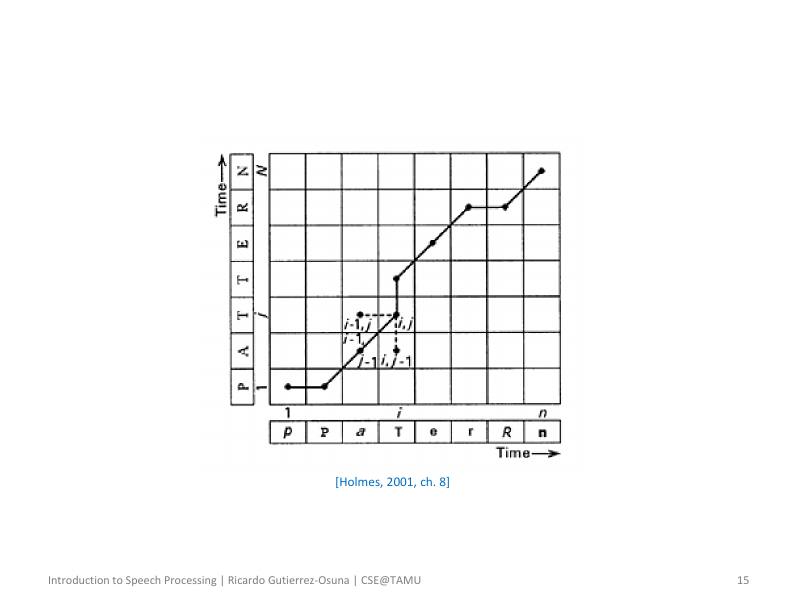 Time
N
R
E
T
T
A
P
N
j
1
i-1,j
i,j
i-1,
j-1
i,j-1
1 i n
p P a T e r R n
Time
[Holmes, 2001, ch. 8]
Introduction to Speech Processing | Ricardo Gutierrez-Osuna | CSE@TAMU 15